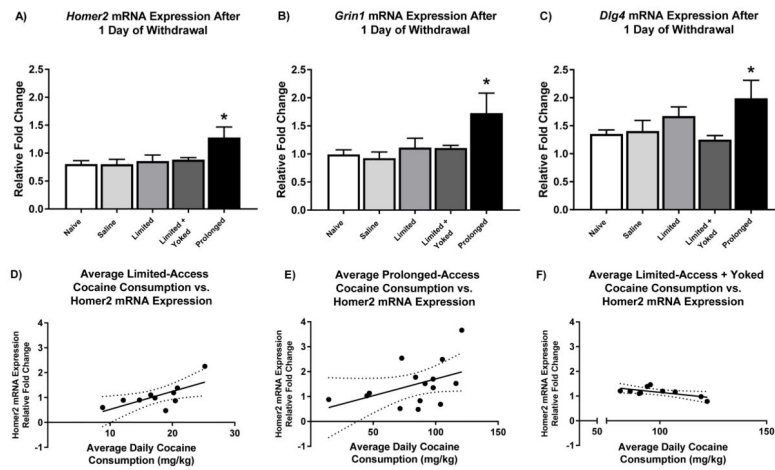 A)
Homer2 mRNA Expression After
1 Day of Withdrawal
Relative Fold Change
2.5
2.0
1.5
1.0
0.5
0.0
*
Naive
Saline
Limited
Limited +
Yoked
Prolonged
B)
Grin1 mRNA Expression After
1 Day of Withdrawal
Relative Fold Change
2.5
2.0
1.5
1.0
0.5
0.0
*
Naive
Saline
Limited
Limited +
Yoked
Prolonged
C)
Dlg4 mRNA Expression After
1 Day of Withdrawal
Relative Fold Change
2.5
2.0
1.5
1.0
0.5
0.0
*
Naive
Saline
Limited
Limited +
Yoked
Prolonged
D)
Average Limited-Access
Cocaine Consumption vs.
Homer2 mRNA Expression
Homer2 mRNA Expression
Relative Fold Change
4
3
2
1
0
-1
10
20
30
Average Daily Cocaine
Consumption (mg/kg)
E)
Average Prolonged-Access
Cocaine Consumption vs.
Homer2 mRNA Expression
Homer2 mRNA Expression
Relative Fold Change
4
3
2
1
0
-1
50
100
150
Average Daily Cocaine
Consumption (mg/kg)
F)
Average Limited-Access + Yoked
Cocaine Consumption vs.
Homer2 mRNA Expression
Homer2 mRNA Expression
Relative Fold Change
4
3
2
1
0
-1
50
100
150
Average Daily Cocaine
Consumption (mg/kg)